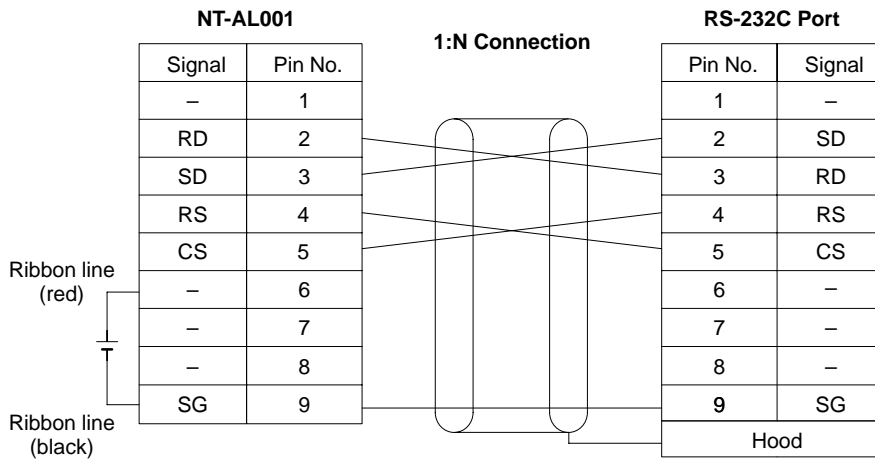 NT-AL001
1:N Connection
RS-232C Port
Signal Pin No.
– 1
RD 2
SD 3
RS 4
CS 5
– 6
– 7
– 8
SG 9
Ribbon line
(red)
Ribbon line
(black)
Pin No. Signal
1 –
2 SD
3 RD
4 RS
5 CS
6 –
7 –
8 –
9 SG
Hood